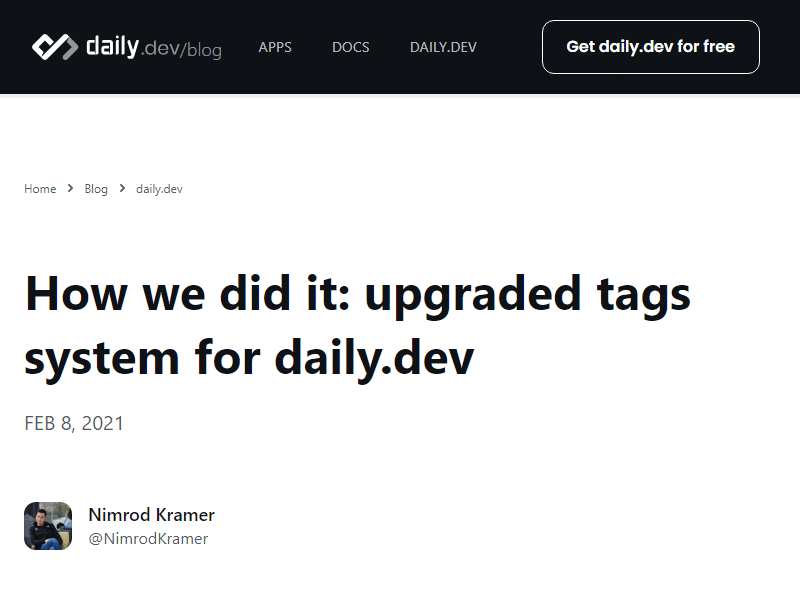 daily.dev/blog APPS DOCS DAILY.DEV Get daily.dev for free
Home > Blog > daily.dev
How we did it: upgraded tags
system for daily.dev
FEB 8, 2021
Nimrod Kramer
@NimrodKramer